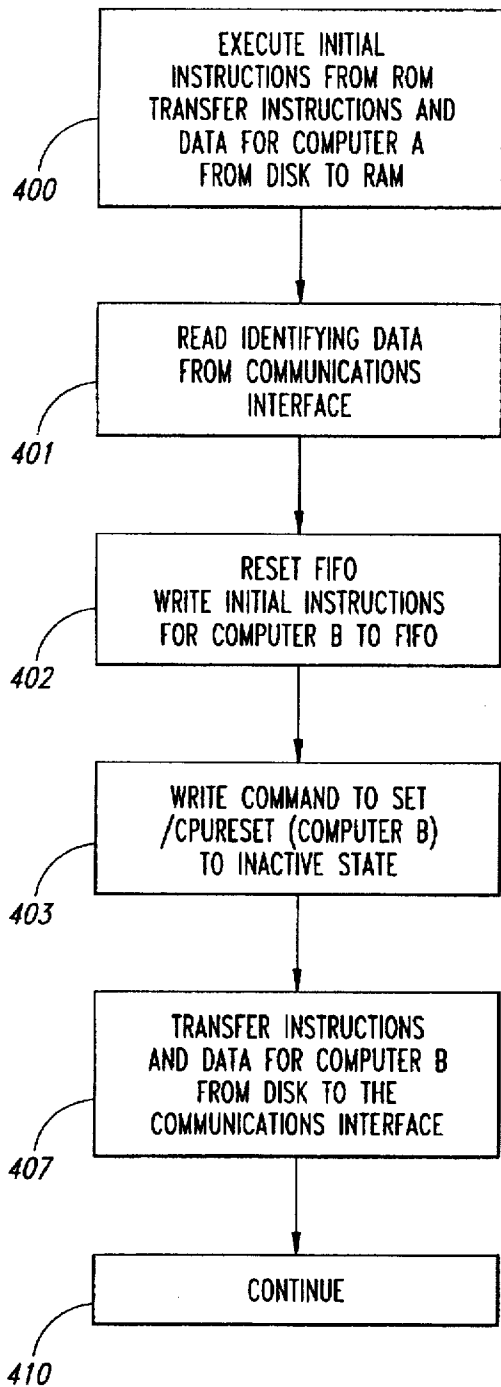 EXECUTE INITIAL
INSTRUCTIONS FROM ROM
TRANSFER INSTRUCTIONS AND
DATA FOR COMPUTER A
FROM DISK TO RAM
400
READ IDENTIFYING DATA
FROM COMMUNICATIONS
INTERFACE
401
RESET FIFO
WRITE INITIAL INSTRUCTIONS
FOR COMPUTER B TO FIFO
402
WRITE COMMAND TO SET
/CPURESET (COMPUTER B)
TO INACTIVE STATE
403
TRANSFER INSTRUCTIONS
AND DATA FOR COMPUTER B
FROM DISK TO THE
COMMUNICATIONS INTERFACE
407
CONTINUE
410